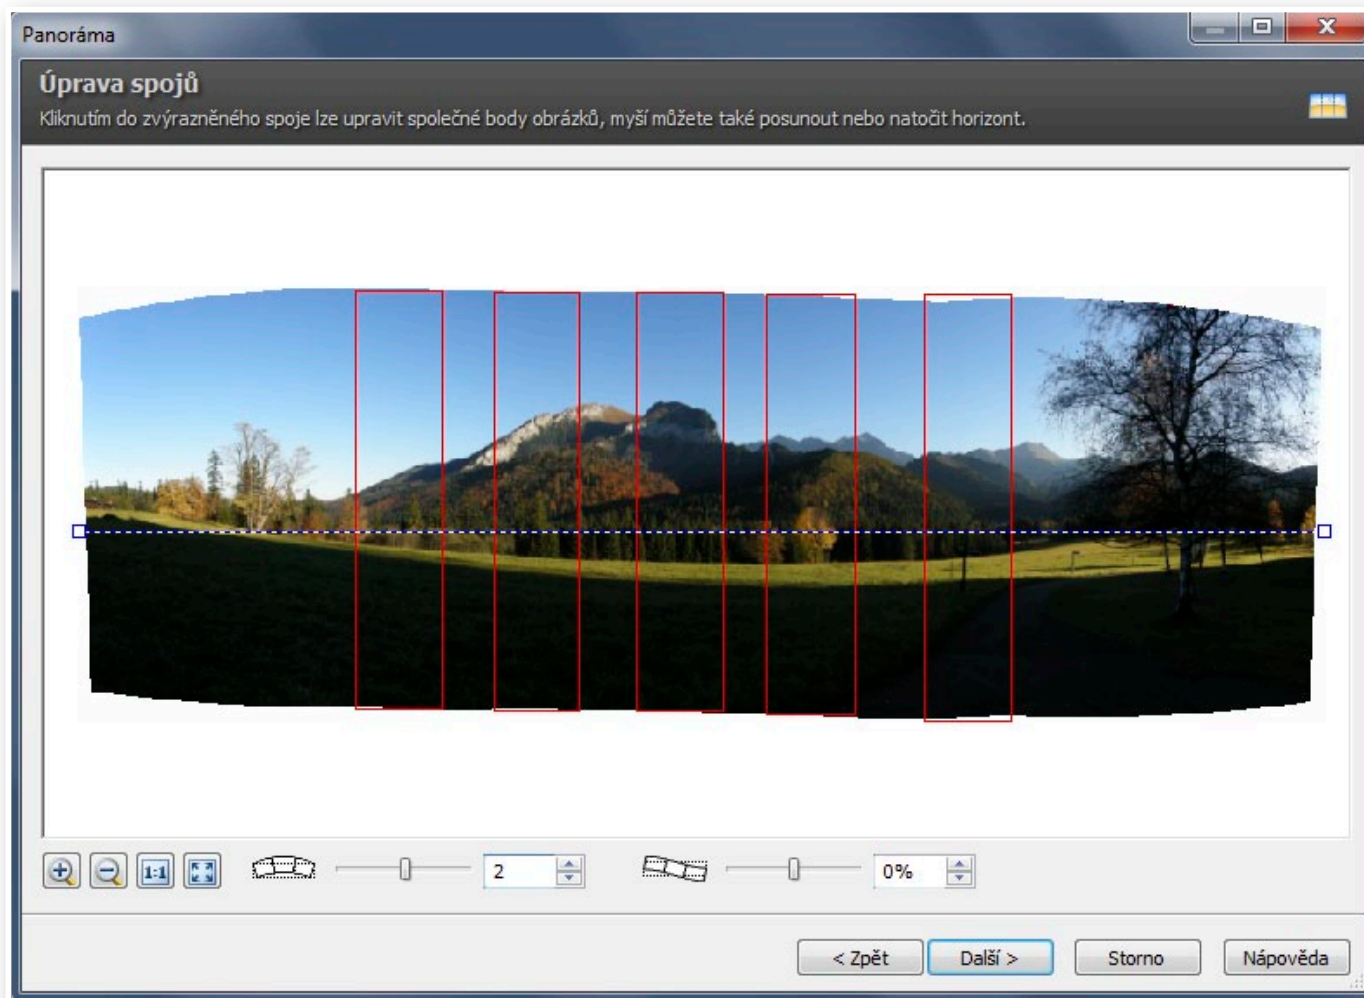 Panoráma
Úprava spojů
Kliknutím do zvýrazněného spoje lze upravit společné body obrázků, myší můžete také posunout nebo natočit horizont.
1:1
2
0%
< Zpět
Další >
Storno
Nápověda